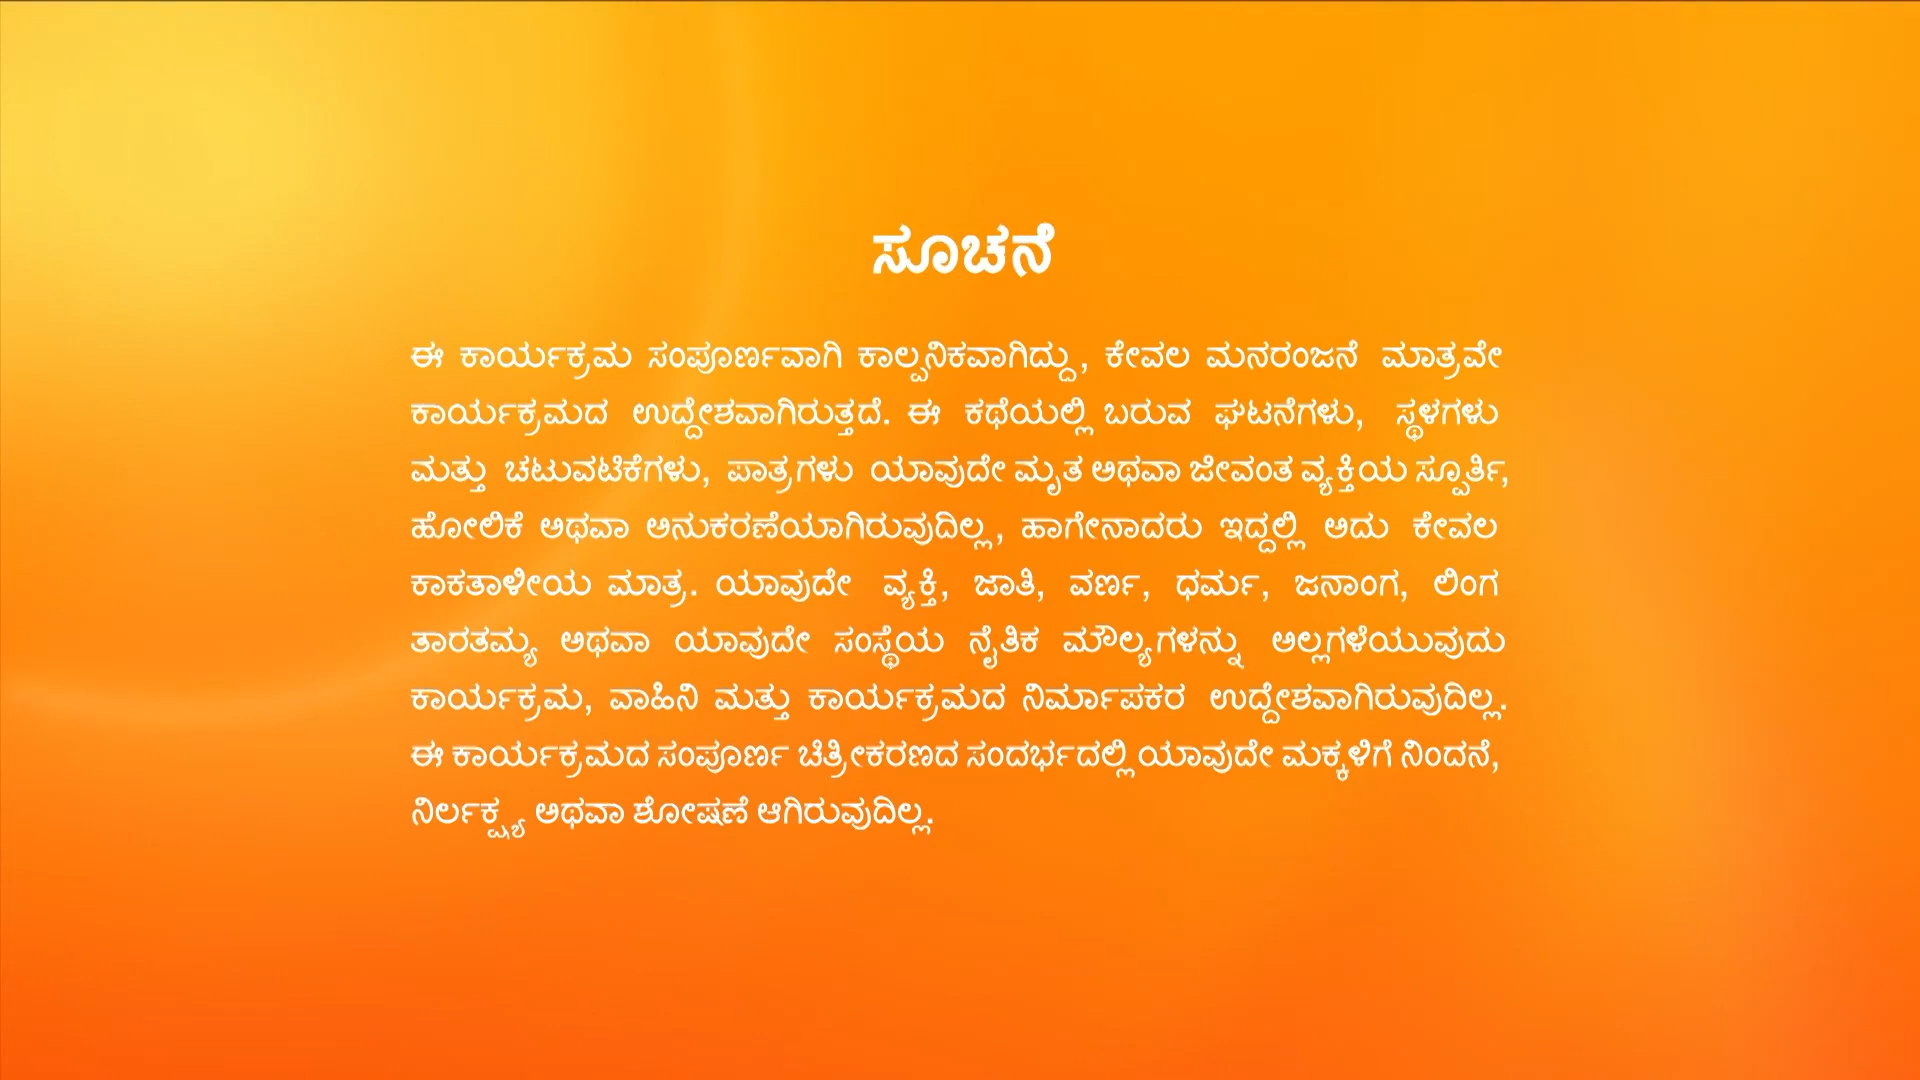 ಸೂಚನೆ
ಈ ಕಾರ್ಯಕ್ರಮ ಸಂಪೂರ್ಣವಾಗಿ ಕಾಲ್ಪನಿಕವಾಗಿದ್ದು, ಕೇವಲ ಮನರಂಜನೆ ಮಾತ್ರವೇ
ಕಾರ್ಯಕ್ರಮದ ಉದ್ದೇಶವಾಗಿರುತ್ತದೆ. ಈ ಕಥೆಯಲ್ಲಿ ಬರುವ ಘಟನೆಗಳು, ಸ್ಥಳಗಳು
ಮತ್ತು ಚಟುವಟಿಕೆಗಳು, ಪಾತ್ರಗಳು ಯಾವುದೇ ಮೃತ ಅಥವಾ ಜೀವಂತ ವ್ಯಕ್ತಿಯ ಸ್ಪೂರ್ತಿ,
ಹೋಲಿಕೆ ಅಥವಾ ಅನುಕರಣೆಯಾಗಿರುವುದಿಲ್ಲ, ಹಾಗೇನಾದರು ಇದ್ದಲ್ಲಿ ಅದು ಕೇವಲ
ಕಾಕತಾಳೀಯ ಮಾತ್ರ. ಯಾವುದೇ ವ್ಯಕ್ತಿ, ಜಾತಿ, ವರ್ಣ, ಧರ್ಮ, ಜನಾಂಗ, ಲಿಂಗ
ತಾರತಮ್ಯ ಅಥವಾ ಯಾವುದೇ ಸಂಸ್ಥೆಯ ನೈತಿಕ ಮೌಲ್ಯಗಳನ್ನು ಅಲ್ಲಗಳೆಯುವುದು
ಕಾರ್ಯಕ್ರಮ, ವಾಹಿನಿ ಮತ್ತು ಕಾರ್ಯಕ್ರಮದ ನಿರ್ಮಾಪಕರ ಉದ್ದೇಶವಾಗಿರುವುದಿಲ್ಲ.
ಈ ಕಾರ್ಯಕ್ರಮದ ಸಂಪೂರ್ಣ ಚಿತ್ರೀಕರಣದ ಸಂದರ್ಭದಲ್ಲಿ ಯಾವುದೇ ಮಕ್ಕಳಿಗೆ ನಿಂದನೆ,
ನಿರ್ಲಕ್ಷ್ಯ ಅಥವಾ ಶೋಷಣೆ ಆಗಿರುವುದಿಲ್ಲ.